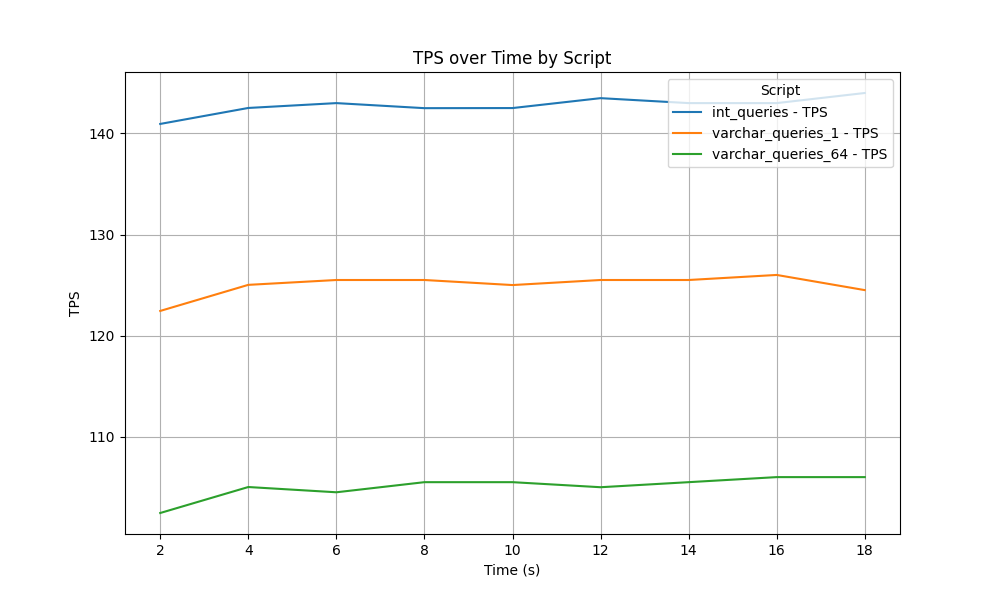 TPS over Time by Script
Script
int_queries - TPS
varchar_queries_1 - TPS
varchar_queries_64 - TPS
TPS
140
130
120
110
2 4 6 8 10 12 14 16 18
Time (s)